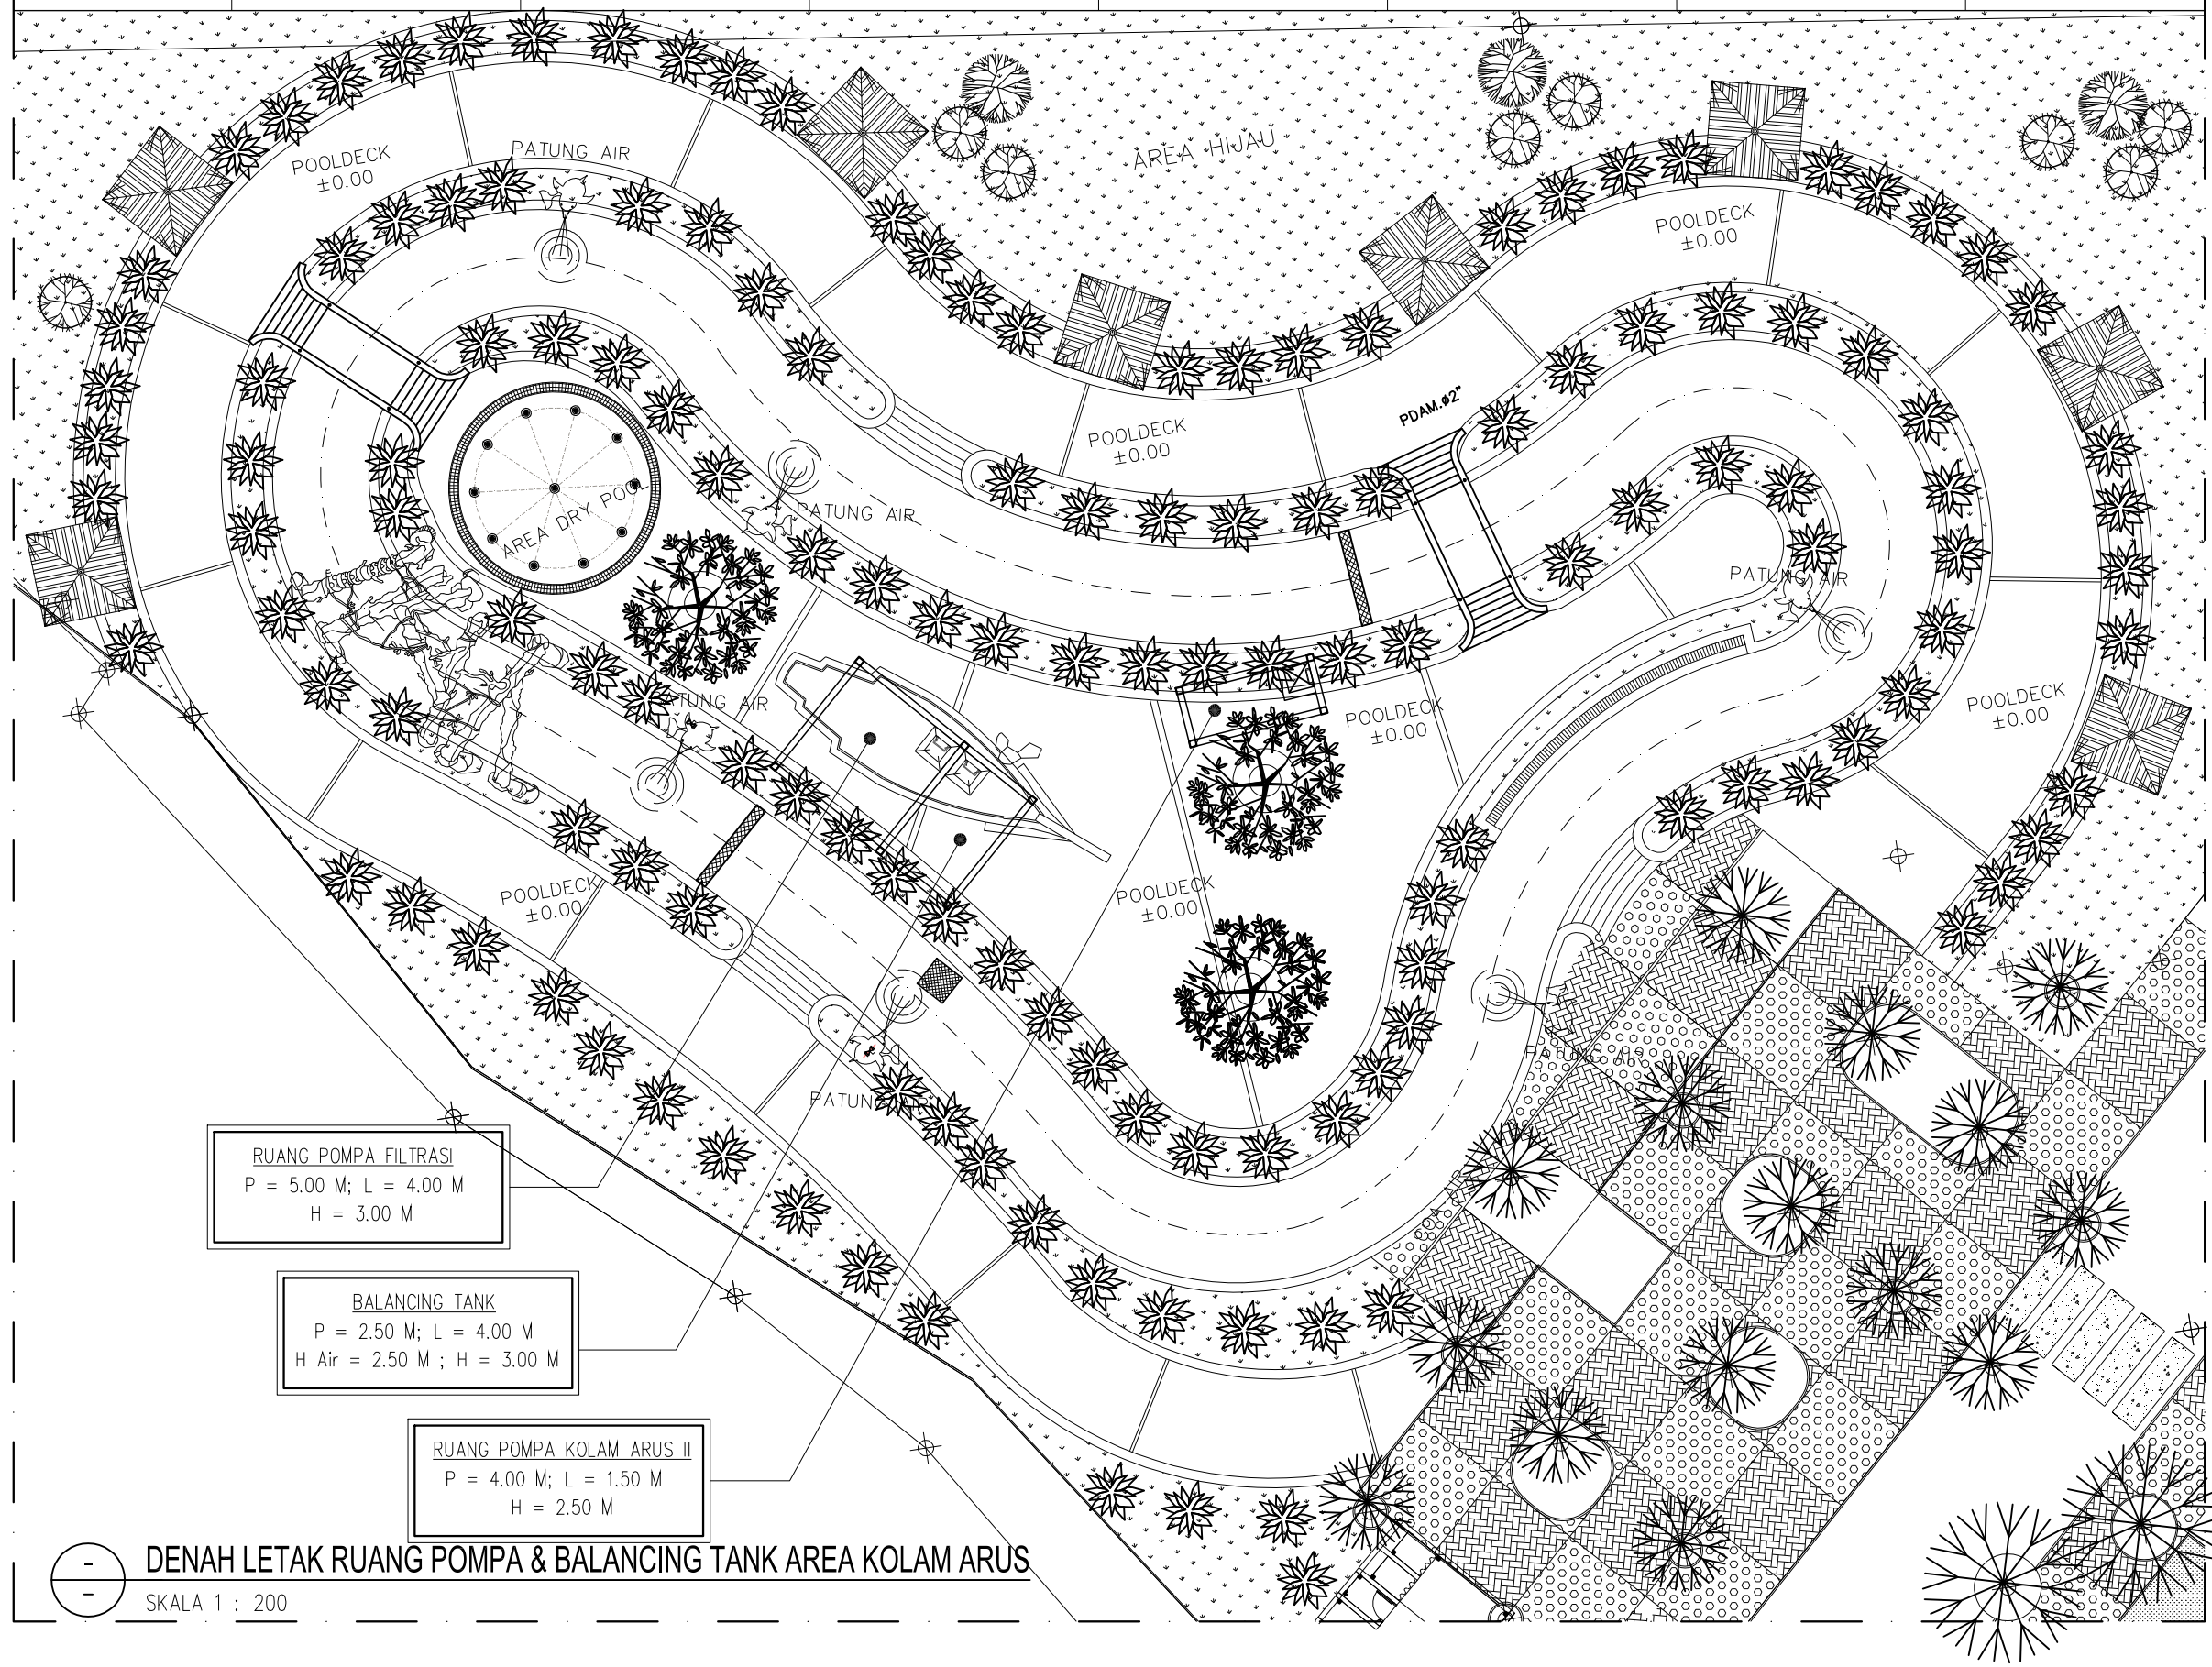 PATUNG AIR
AREA HIJAU
POOLDECK
±0.00
POOLDECK
±0.00
PDAM.ø2"
POOLDECK
±0.00
AREA DRY POOL
PATUNG AIR
PATUNG AIR
PATUNG AIR
POOLDECK
±0.00
POOLDECK
±0.00
POOLDECK
±0.00
POOLDECK
±0.00
PATUNG AIR
PATUNG AIR
RUANG POMPA FILTRASI
P = 5.00 M; L = 4.00 M
H = 3.00 M
BALANCING TANK
P = 2.50 M; L = 4.00 M
H Air = 2.50 M ; H = 3.00 M
RUANG POMPA KOLAM ARUS II
P = 4.00 M; L = 1.50 M
H = 2.50 M
-
-
DENAH LETAK RUANG POMPA & BALANCING TANK AREA KOLAM ARUS
SKALA 1 : 200